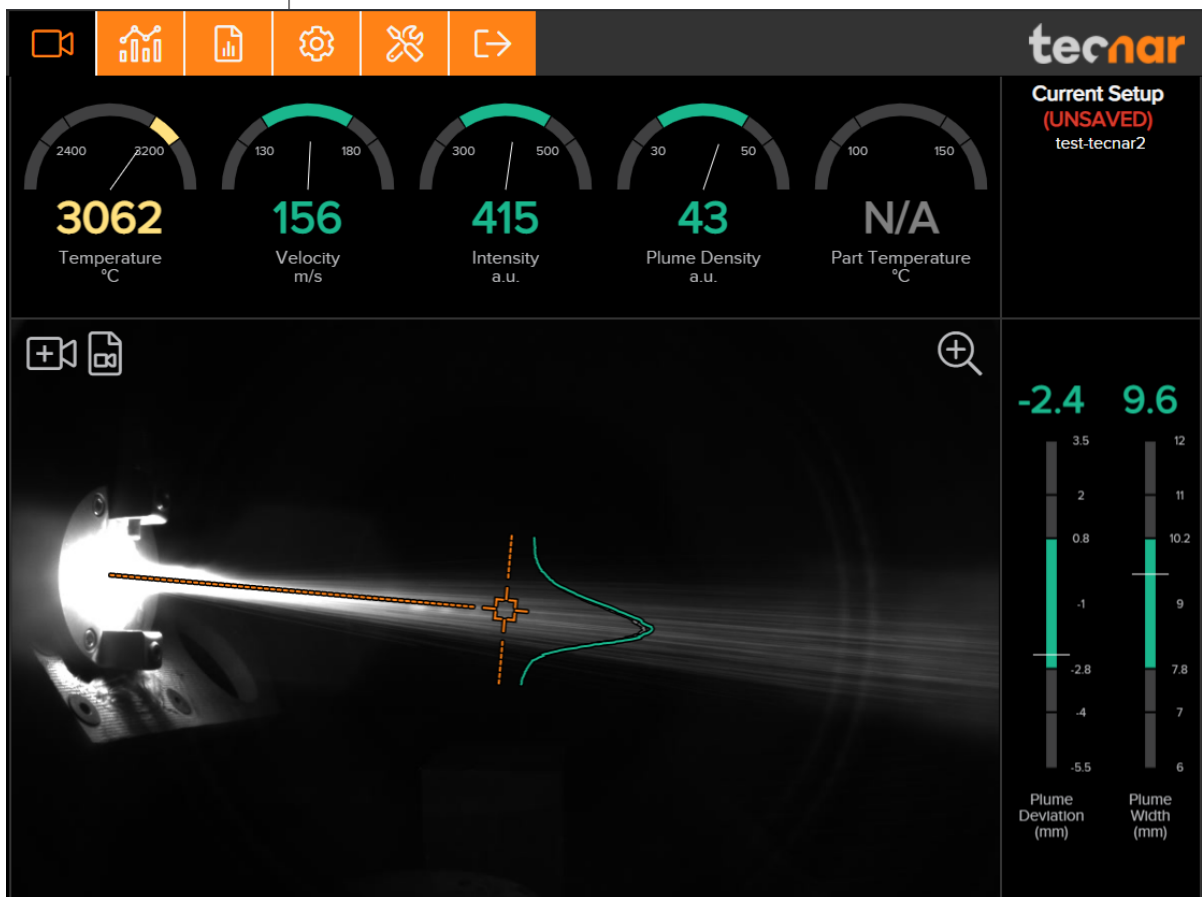 tecnar
Current Setup
(UNSAVED)
test-tecnar2
2400 3200
3062
Temperature
°C
130 180
156
Velocity
m/s
300 500
415
Intensity
a.u.
30 50
43
Plume Density
a.u.
100 150
N/A
Part Temperature
°C
-2.4 9.6
3.5 12
2 11
0.8 10.2
-1 9
-2.8 7.8
-4 7
-5.5 6
Plume
Deviation
(mm)
Plume
Width
(mm)